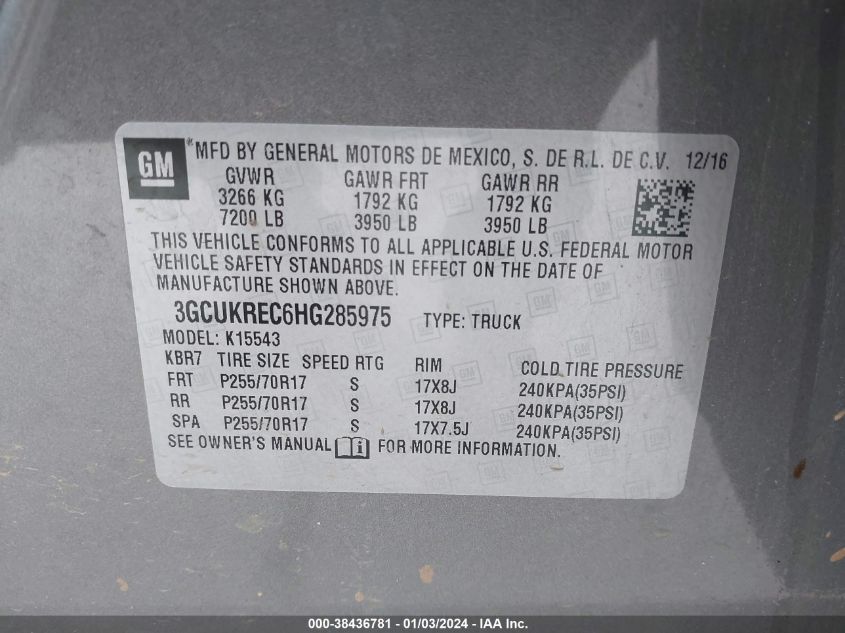 GM
*MFD BY GENERAL MOTORS DE MEXICO, S. DE R.L. DE C.V. 12/16
GVWR GAWR FRT GAWR RR
3266 KG 1792 KG 1792 KG
7200 LB 3950 LB 3950 LB
THIS VEHICLE CONFORMS TO ALL APPLICABLE U.S. FEDERAL MOTOR
VEHICLE SAFETY STANDARDS IN EFFECT ON THE DATE OF
MANUFACTURE SHOWN ABOVE.
3GCUKREC6HG285975 TYPE: TRUCK
MODEL: K15543
KBR7 TIRE SIZE SPEED RTG RIM COLD TIRE PRESSURE
FRT P255/70R17 S 17X8J 240KPA(35PSI)
RR P255/70R17 S 17X8J 240KPA(35PSI)
SPA P255/70R17 S 17X7.5J 240KPA(35PSI)
SEE OWNER'S MANUAL FOR MORE INFORMATION.
000-38436781 - 01/03/2024 - IAA Inc.